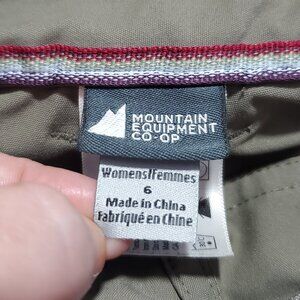 MOUNTAIN
EQUIPMENT
CO-OP
Womens/Femmes
6
Made in China
Fabriqué en Chine